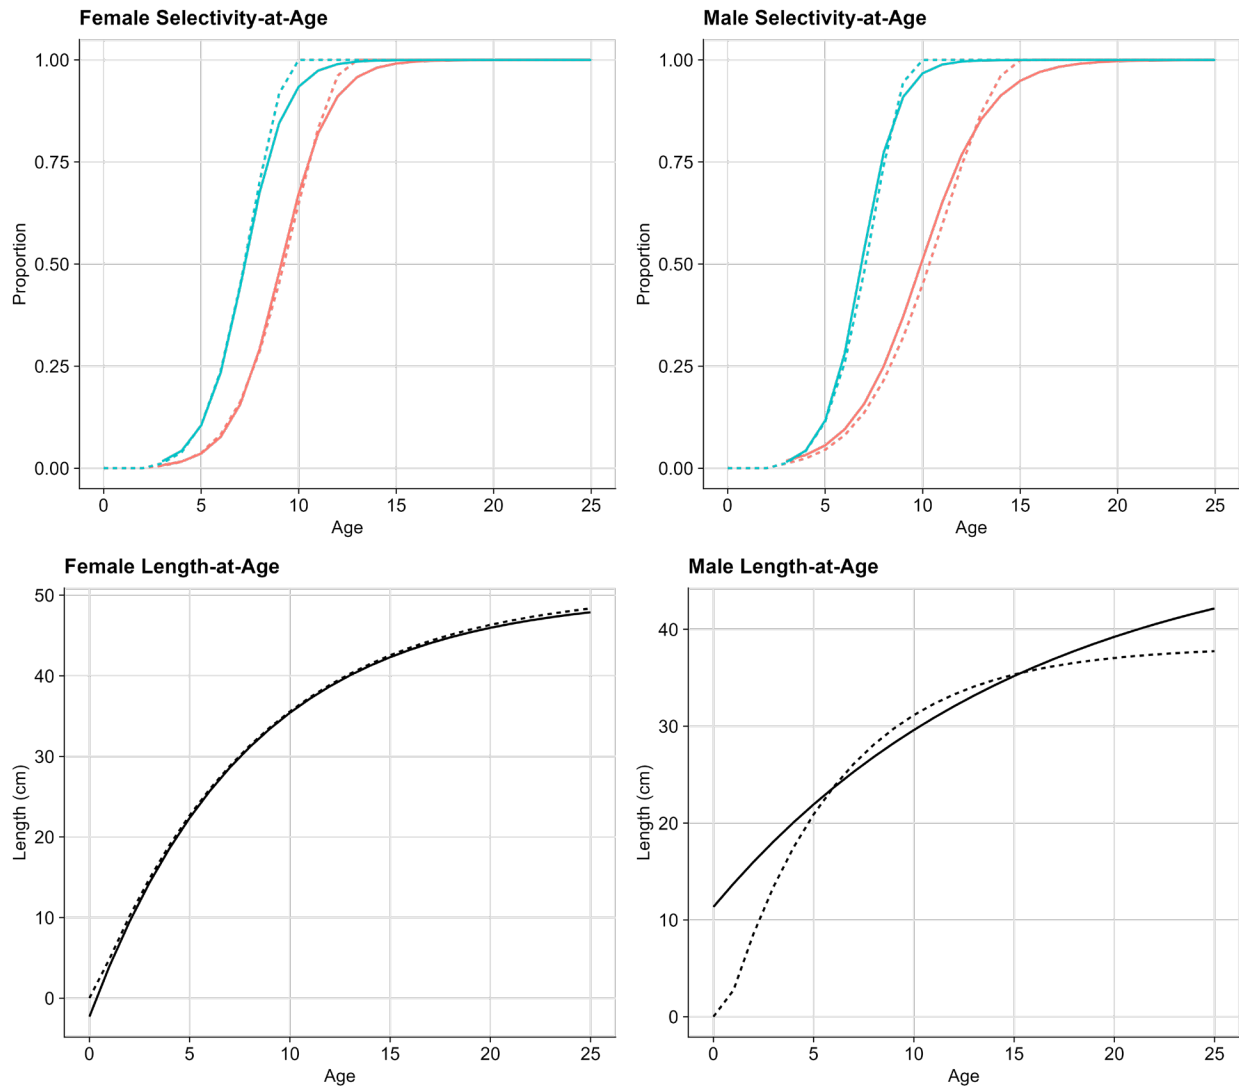 Female Selectivity-at-Age
1.00
0.75
0.50
0.25
0.00
Proportion
0 5 10 15 20 25
Age
Male Selectivity-at-Age
1.00
0.75
0.50
0.25
0.00
Proportion
0 5 10 15 20 25
Age
Female Length-at-Age
50
40
30
20
10
0
Length (cm)
0 5 10 15 20 25
Age
Male Length-at-Age
40
30
20
10
0
Length (cm)
0 5 10 15 20 25
Age